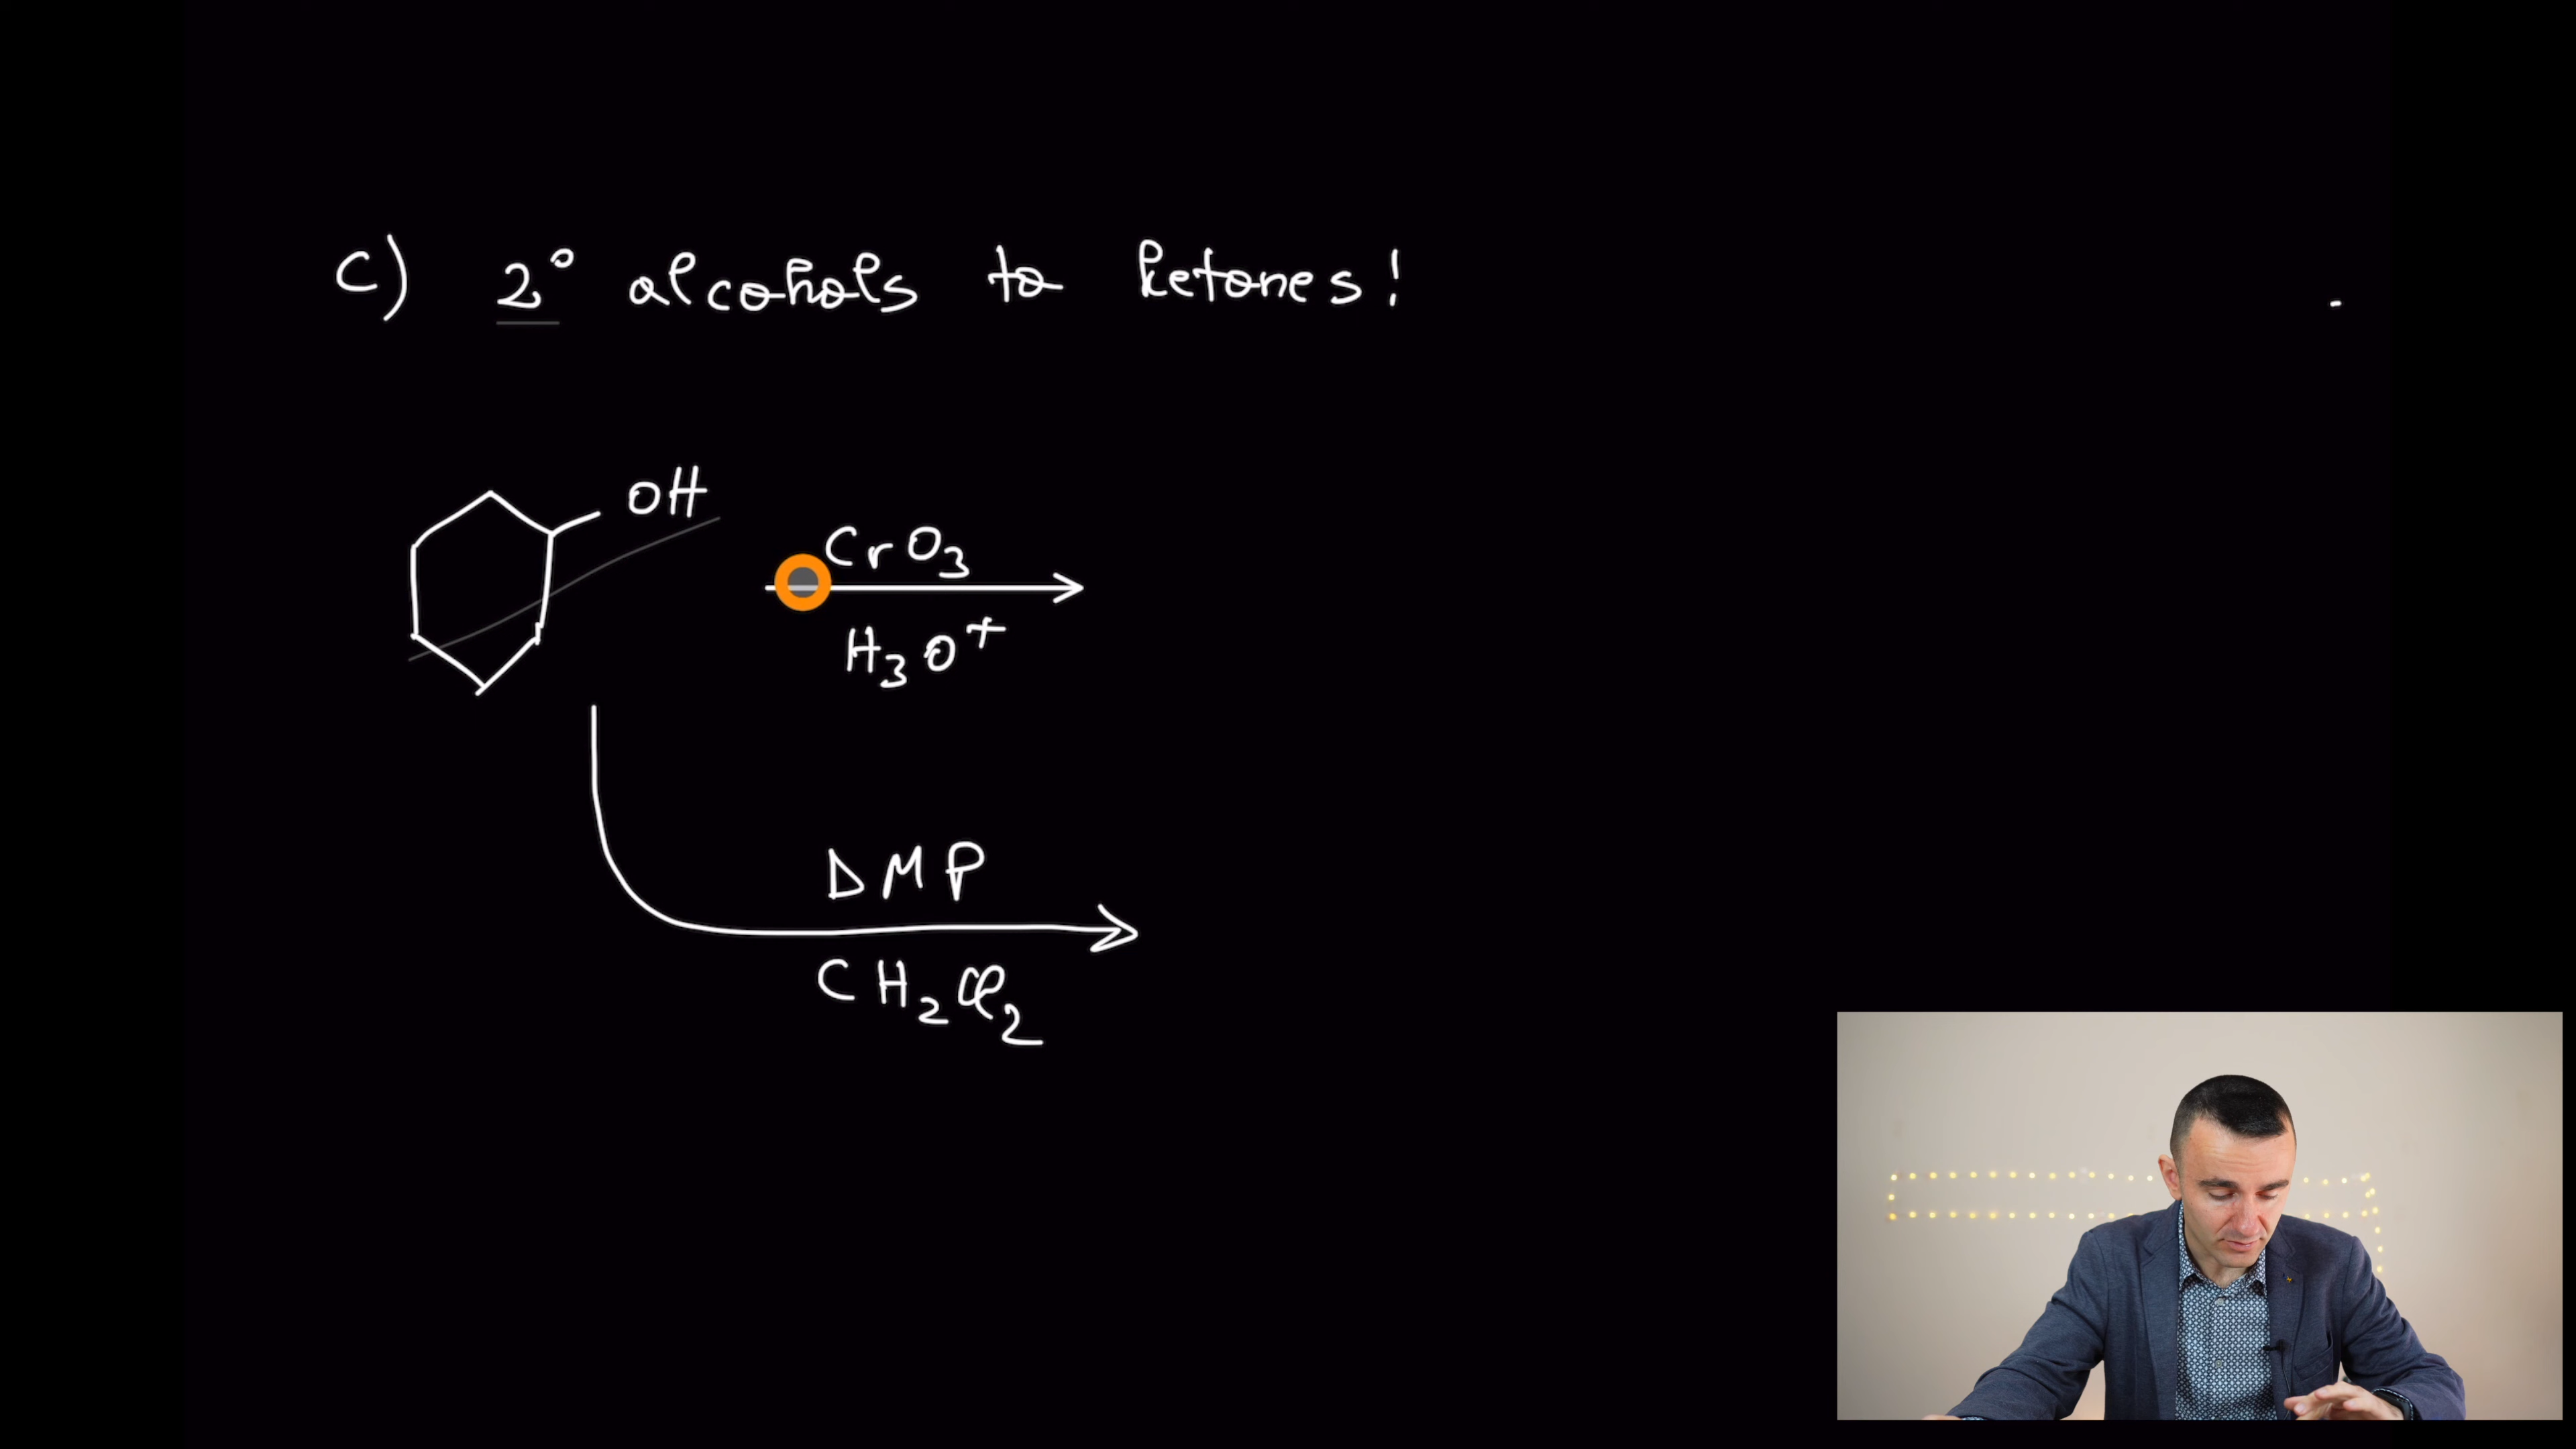 C) 2° alcohols to ketones!
OH
CrO₃
H₃O⁺
DMP
CH₂Cl₂